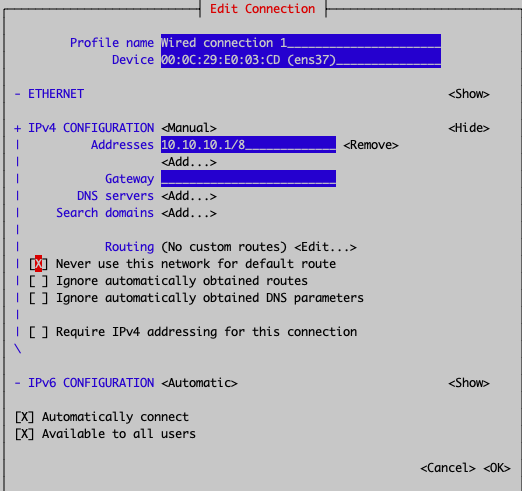 Edit Connection
Profile name Wired connection 1
Device 00:0C:29:E0:03:CD (ens37)
- ETHERNET <Show>
+ IPv4 CONFIGURATION <Manual> <Hide>
Addresses 10.10.10.1/8 <Remove>
<Add...>
Gateway
DNS servers <Add...>
Search domains <Add...>
Routing (No custom routes) <Edit...>
[X] Never use this network for default route
[ ] Ignore automatically obtained routes
[ ] Ignore automatically obtained DNS parameters
[ ] Require IPv4 addressing for this connection
- IPv6 CONFIGURATION <Automatic> <Show>
[X] Automatically connect
[X] Available to all users
<Cancel> <OK>